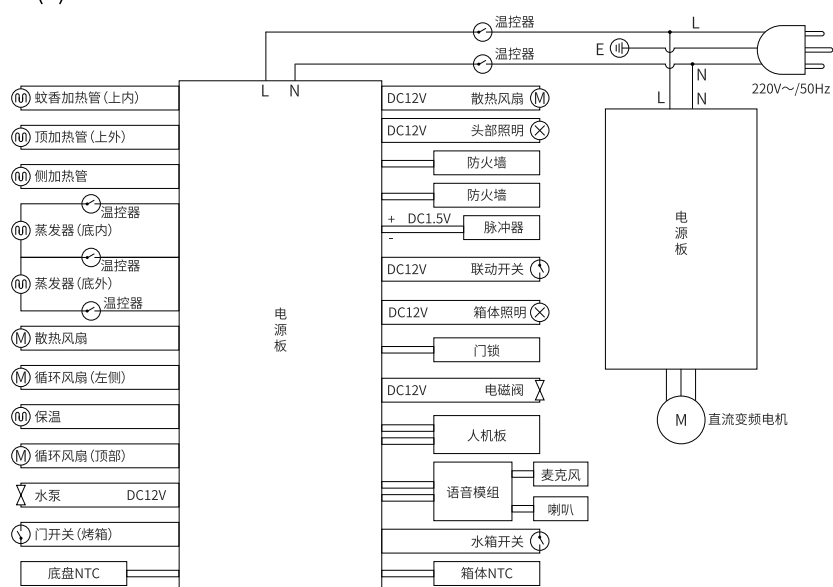 温控器
L
E
温控器
N
220V～/50Hz
L N
L N
蚊香加热管(上内)
顶加热管(上外)
侧加热管
温控器
蒸发器(底内)
温控器
蒸发器(底外)
温控器
M 散热风扇
M 循环风扇(左侧)
保温
M 循环风扇(顶部)
水泵 DC12V
门开关(烤箱)
底盘NTC
电
源
板
DC12V 散热风扇 M
DC12V 头部照明
防火墙
防火墙
+ DC1.5V
-
脉冲器
DC12V 联动开关
DC12V 箱体照明
门锁
DC12V 电磁阀
人机板
语音模组
麦克风
喇叭
水箱开关
箱体NTC
电
源
板
M 直流变频电机